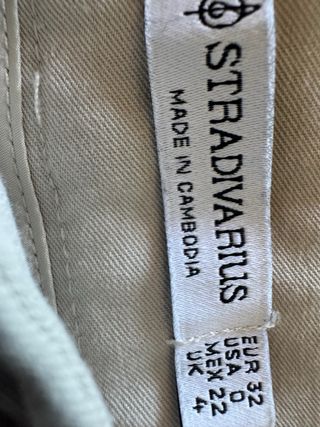 STRADIVARIUS
MADE IN CAMBODIA
EUR 32
USA 0
MEX 22
UK 4